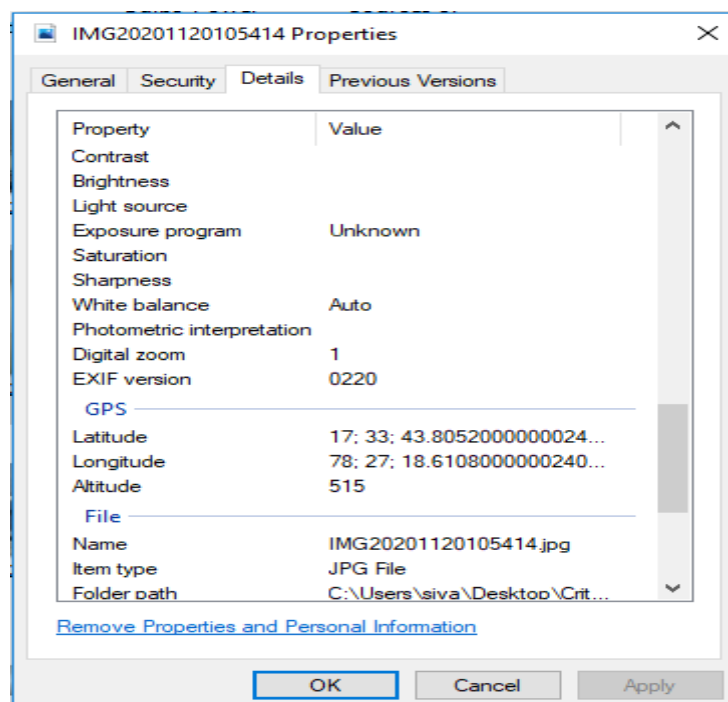 IMG20201120105414 Properties
General Security Details Previous Versions
Property Value
Contrast
Brightness
Light source
Exposure program Unknown
Saturation
Sharpness
White balance Auto
Photometric interpretation
Digital zoom 1
EXIF version 0220
GPS
Latitude 17; 33; 43.8052000000024...
Longitude 78; 27; 18.6108000000240...
Altitude 515
File
Name IMG20201120105414.jpg
Item type JPG File
Folder path C:\Users\siva\Desktop\Crit...
Remove Properties and Personal Information
OK Cancel Apply